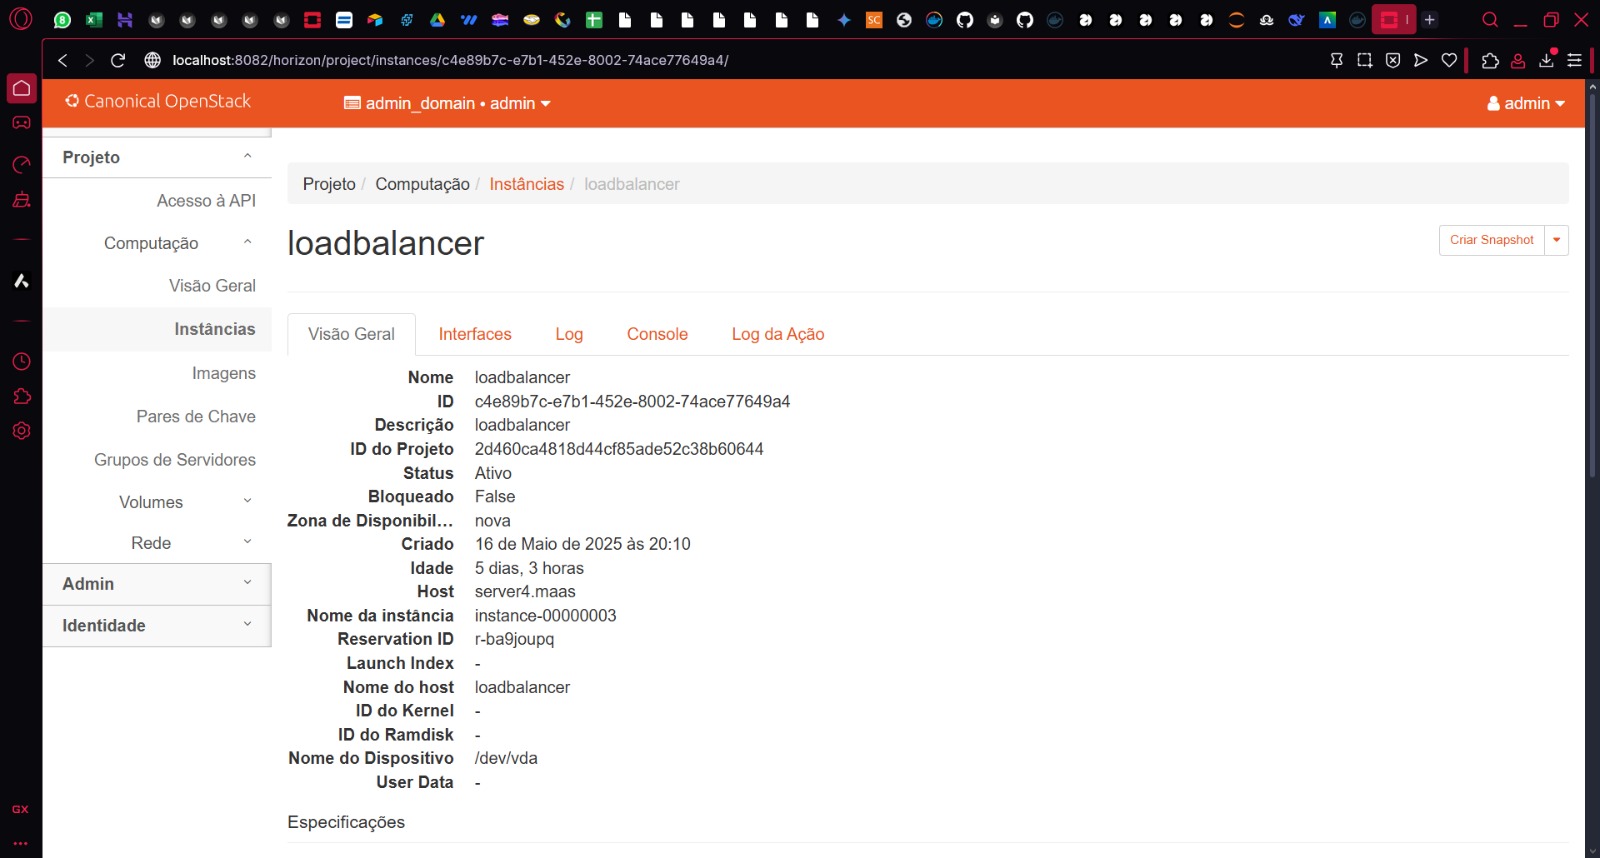 SC
localhost:8082/horizon/project/instances/c4e89b7c-e7b1-452e-8002-74ace77649a4/
Canonical OpenStack
admin_domain • admin
admin
Projeto
Acesso à API
Computação
Visão Geral
Instâncias
Imagens
Pares de Chave
Grupos de Servidores
Volumes
Rede
Admin
Identidade
GX
Projeto / Computação / Instâncias / loadbalancer
loadbalancer
Criar Snapshot
Visão Geral Interfaces Log Console Log da Ação
Nome loadbalancer
ID c4e89b7c-e7b1-452e-8002-74ace77649a4
Descrição loadbalancer
ID do Projeto 2d460ca4818d44cf85ade52c38b60644
Status Ativo
Bloqueado False
Zona de Disponibil... nova
Criado 16 de Maio de 2025 às 20:10
Idade 5 dias, 3 horas
Host server4.maas
Nome da instância instance-00000003
Reservation ID r-ba9joupq
Launch Index -
Nome do host loadbalancer
ID do Kernel -
ID do Ramdisk -
Nome do Dispositivo /dev/vda
User Data -
Especificações